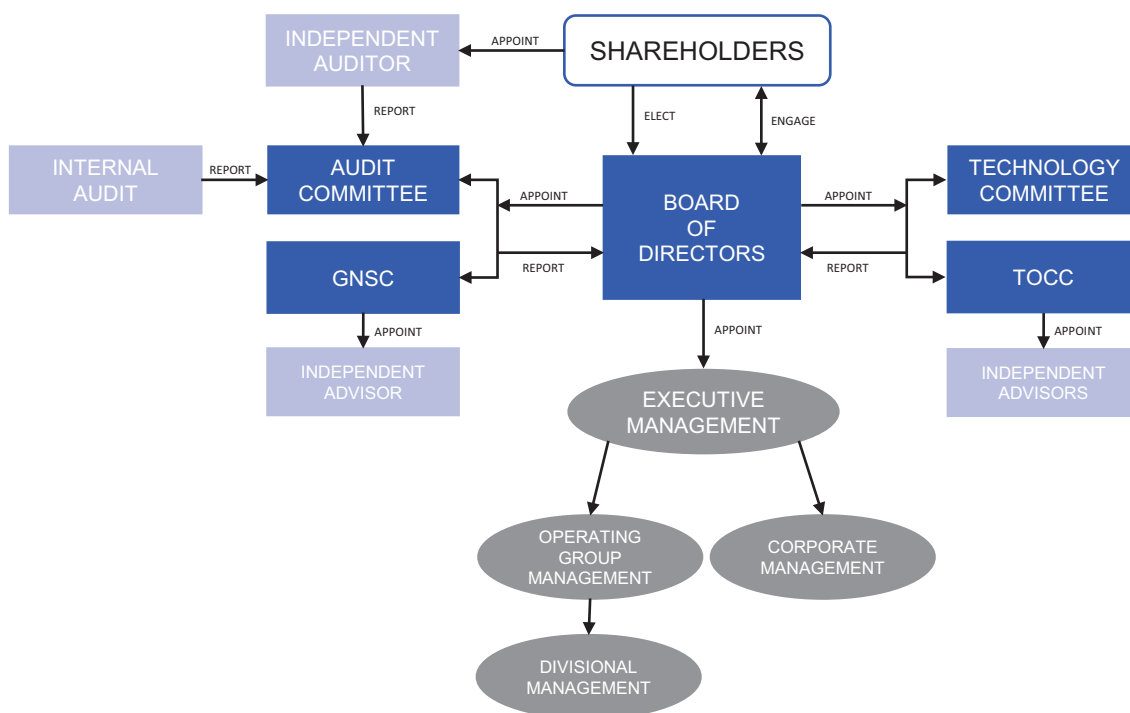 INDEPENDENT
AUDITOR
APPOINT
SHAREHOLDERS
REPORT
ELECT
ENGAGE
INTERNAL
AUDIT
REPORT
AUDIT
COMMITTEE
APPOINT
BOARD
OF
DIRECTORS
APPOINT
TECHNOLOGY
COMMITTEE
GNSC
REPORT
REPORT
TOCC
APPOINT
APPOINT
APPOINT
INDEPENDENT
ADVISOR
INDEPENDENT
ADVISORS
EXECUTIVE
MANAGEMENT
OPERATING
GROUP
MANAGEMENT
CORPORATE
MANAGEMENT
DIVISIONAL
MANAGEMENT